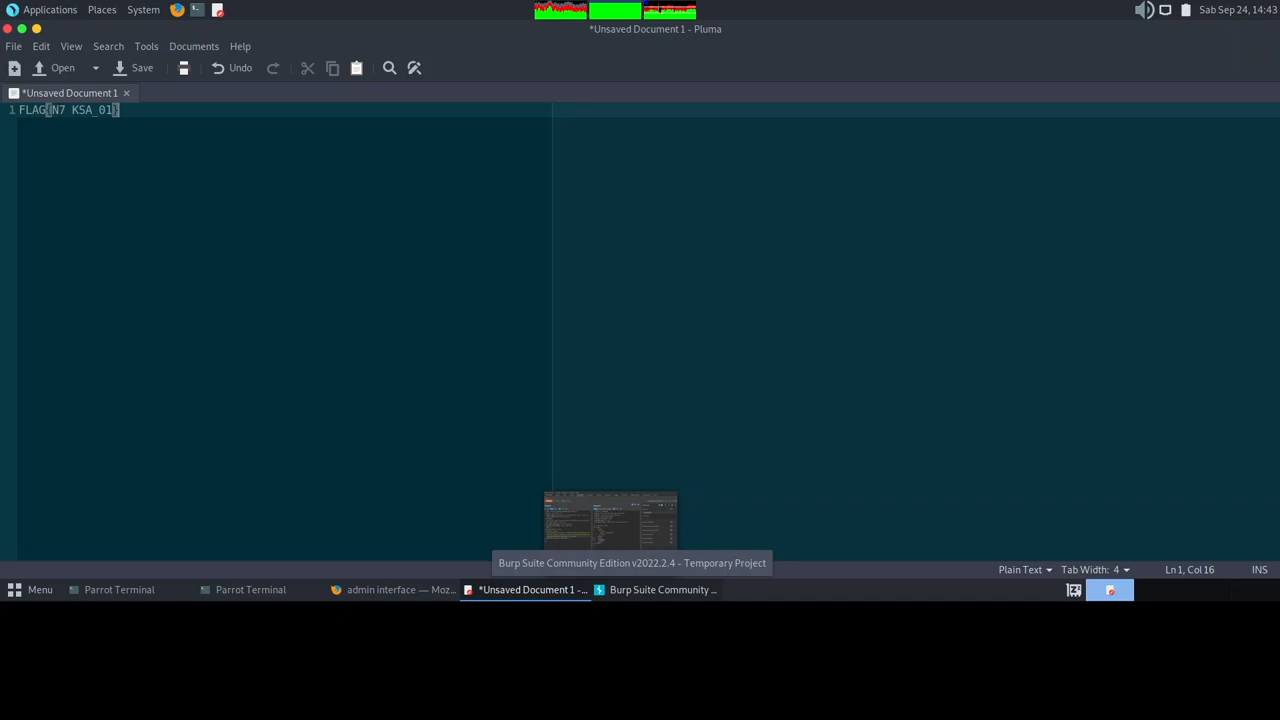 Applications Places System Sab Sep 24, 14:43
*Unsaved Document 1 - Pluma
File Edit View Search Tools Documents Help
Open Save Undo
*Unsaved Document 1
1 FLAG{N7 KSA_01}
Burp Suite Community Edition v2022.2.4 - Temporary Project
Plain Text Tab Width: 4 Ln 1, Col 16 INS
Menu Parrot Terminal Parrot Terminal admin interface — Moz... *Unsaved Document 1 -... Burp Suite Community ...